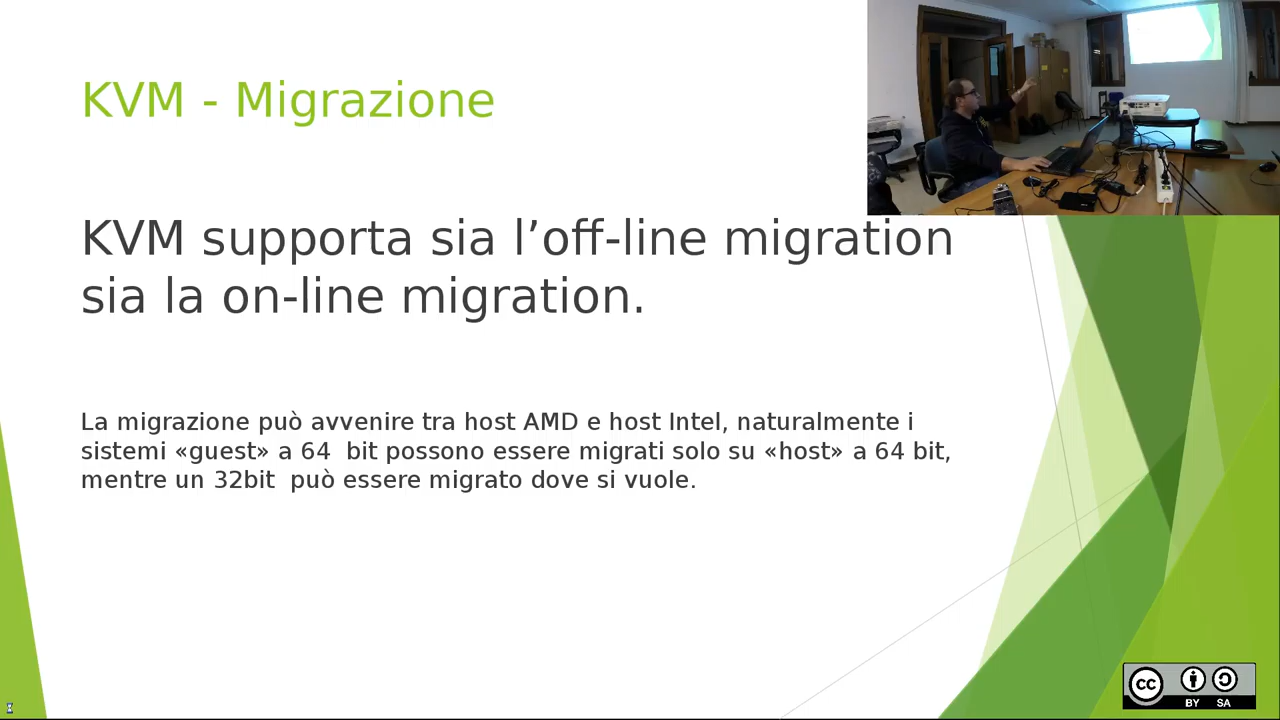 KVM - Migrazione
KVM supporta sia l’off-line migration
sia la on-line migration.
La migrazione può avvenire tra host AMD e host Intel, naturalmente i
sistemi «guest» a 64  bit possono essere migrati solo su «host» a 64 bit,
mentre un 32bit  può essere migrato dove si vuole.
cc
BY SA